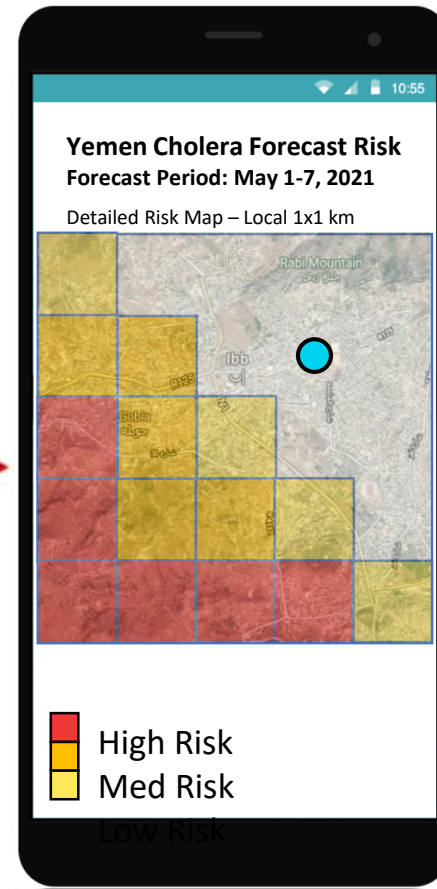 10:55
Yemen Cholera Forecast Risk
Forecast Period: May 1-7, 2021
Detailed Risk Map – Local 1x1 km
Rabi Mountain
Ibb
إب
R125
Gobla
جبلة
High Risk
Med Risk
Low Risk